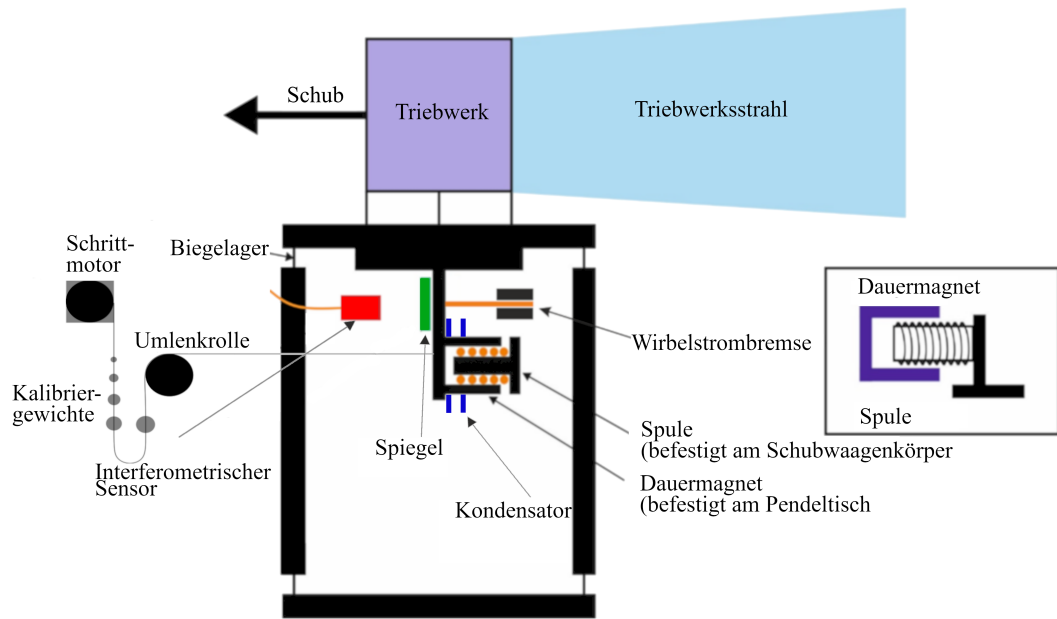 Schub
Triebwerk
Triebwerksstrahl
Schritt-
motor
Biegelager
Umlenkrolle
Kalibrier-
gewichte
Interferometrischer
Sensor
Spiegel
Kondensator
Wirbelstrombremse
Spule
(befestigt am Schubwaagenkörper
Dauermagnet
(befestigt am Pendeltisch
Dauermagnet
Spule